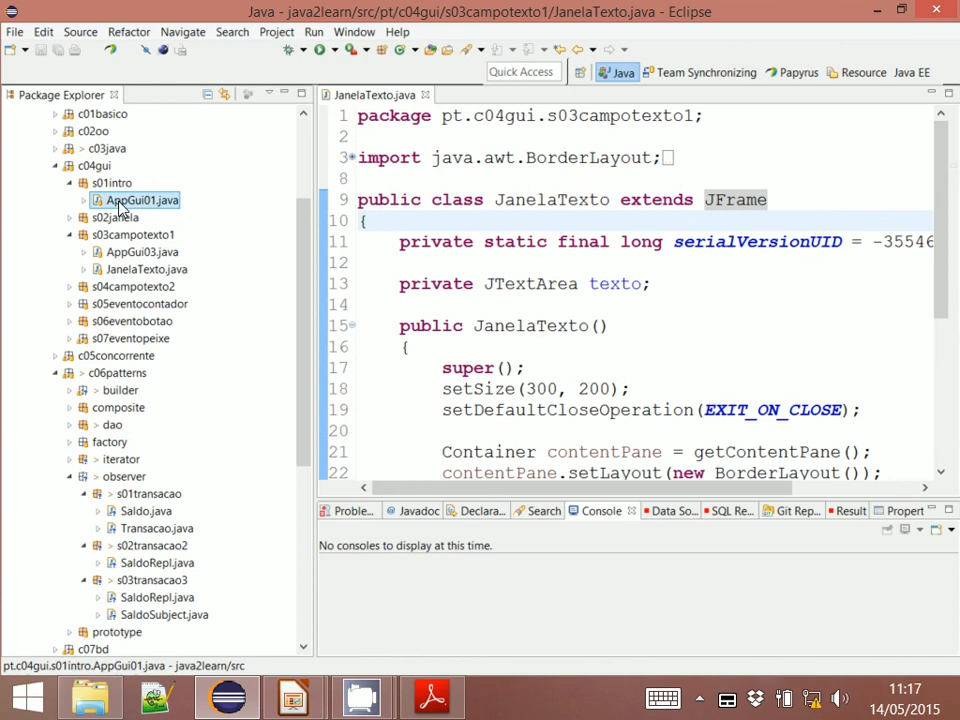 Java - java2learn/src/pt/c04gui/s03campotexto1/JanelaTexto.java - Eclipse
File Edit Source Refactor Navigate Search Project Run Window Help
Quick Access
Java
Team Synchronizing
Papyrus
Resource
Java EE
Package Explorer
c01basico
c02oo
> c03java
c04gui
s01intro
AppGui01.java
s02janela
s03campotexto1
AppGui03.java
JanelaTexto.java
s04campotexto2
s05eventocontador
s06eventobotao
s07eventopeixe
c05concorrente
> c06patterns
> builder
composite
> dao
factory
> iterator
> observer
> s01transacao
Saldo.java
Transacao.java
> s02transacao2
SaldoRepl.java
> s03transacao3
SaldoRepl.java
SaldoSubject.java
prototype
> c07bd
JanelaTexto.java
1 package pt.c04gui.s03campotexto1;
2
3 import java.awt.BorderLayout;
8
9 public class JanelaTexto extends JFrame
10 {
11 private static final long serialVersionUID = -35546
12
13 private JTextArea texto;
14
15 public JanelaTexto()
16 {
17 super();
18 setSize(300, 200);
19 setDefaultCloseOperation(EXIT_ON_CLOSE);
20
21 Container contentPane = getContentPane();
22 contentPane.setLayout(new BorderLayout());
Proble... Javadoc Declara... Search Console Data So... SQL Re... Git Rep... Result Propert
No consoles to display at this time.
pt.c04gui.s01intro.AppGui01.java - java2learn/src
11:17
14/05/2015